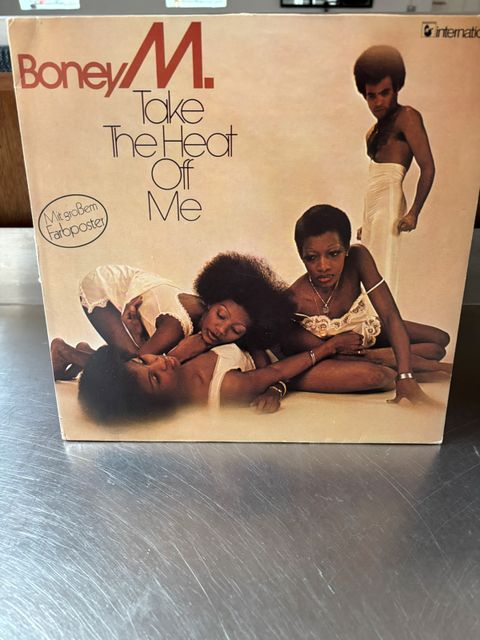 Boney M.
Take
The Heat
Off
Me
Mit großem
Farbposter
internatio